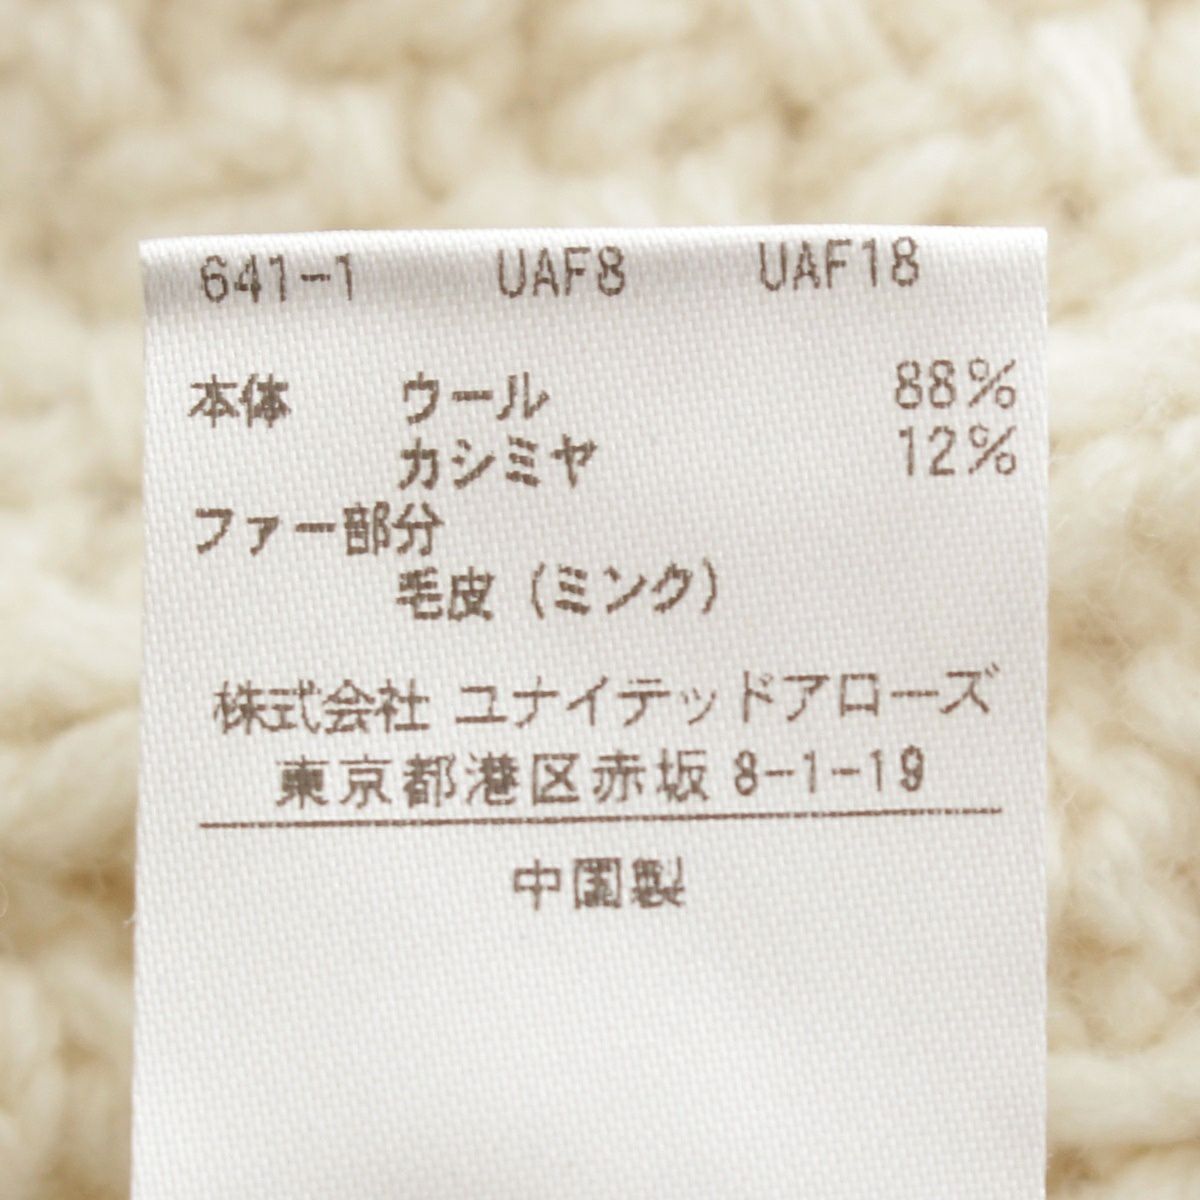 641-1 UAF8 UAF18
本体 ウール 88%
カシミヤ 12%
ファー部分
毛皮 (ミンク)
株式会社 ユナイテッドアローズ
東京都港区赤坂 8-1-19
中国製